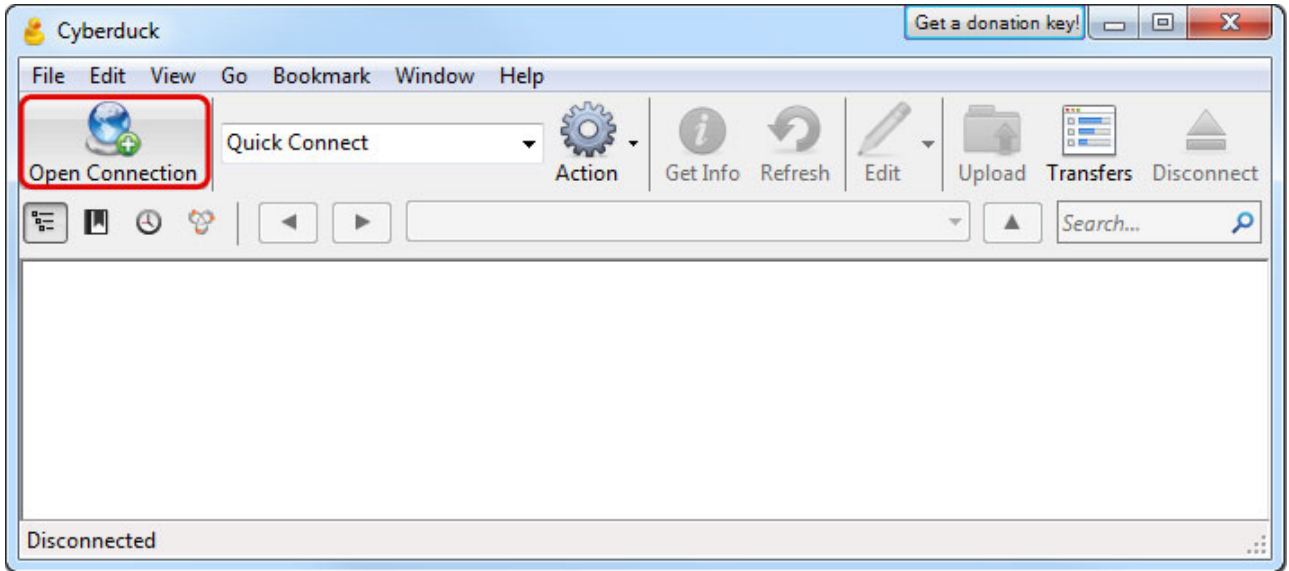 Cyberduck
Get a donation key!
File Edit View Go Bookmark Window Help
Quick Connect
Open Connection Action Get Info Refresh Edit Upload Transfers Disconnect
Search...
Disconnected